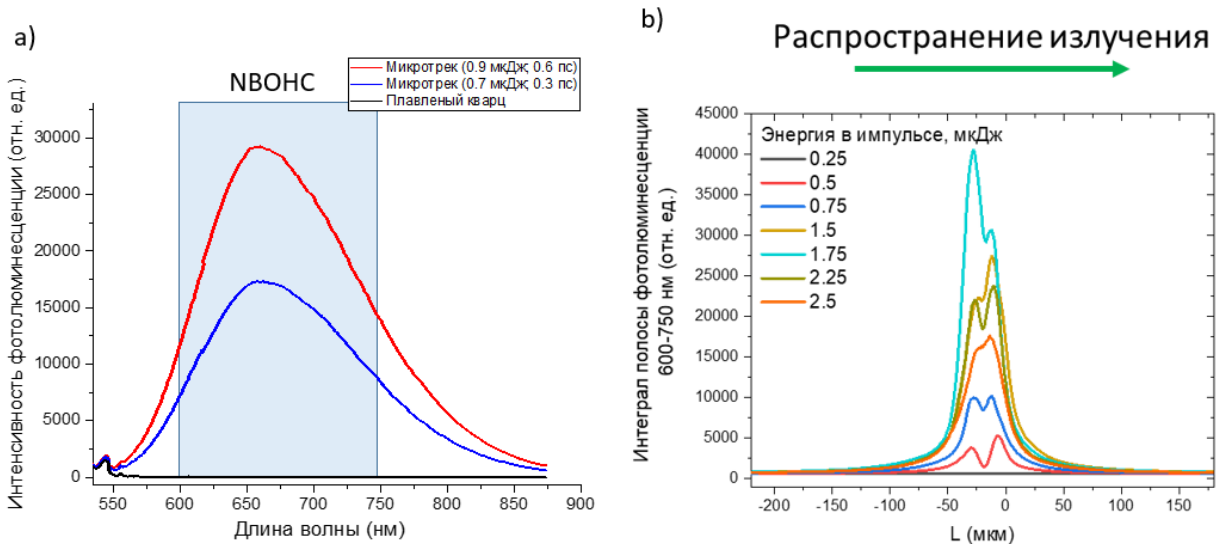 a)
NBOHC
Микротрек (0.9 мкДж; 0.6 пс)
Микротрек (0.7 мкДж; 0.3 пс)
Плавленый кварц
Интенсивность фотолюминесценции (отн. ед.)
30000
25000
20000
15000
10000
5000
0
550 600 650 700 750 800 850 900
Длина волны (нм)
b)
Распространение излучения
Интеграл полосы фотолюминесценции
600-750 нм (отн. ед.)
45000
40000
35000
30000
25000
20000
15000
10000
5000
0
Энергия в импульсе, мкДж
0.25
0.5
0.75
1.5
1.75
2.25
2.5
-200 -150 -100 -50 0 50 100 150
L (мкм)